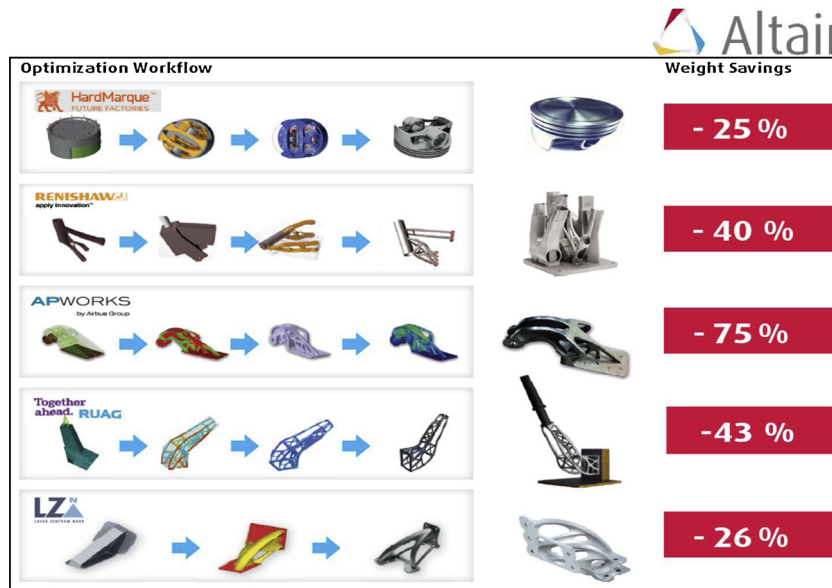 Altair
Optimization Workflow
Weight Savings
HardMarque
FUTURE FACTORIES
- 25 %
RENISHAW
apply innovation™
- 40 %
APWORKS
by Airbus Group
- 75 %
Together
ahead. RUAG
-43 %
LZN
LASER ZENTRUM NORD
- 26 %